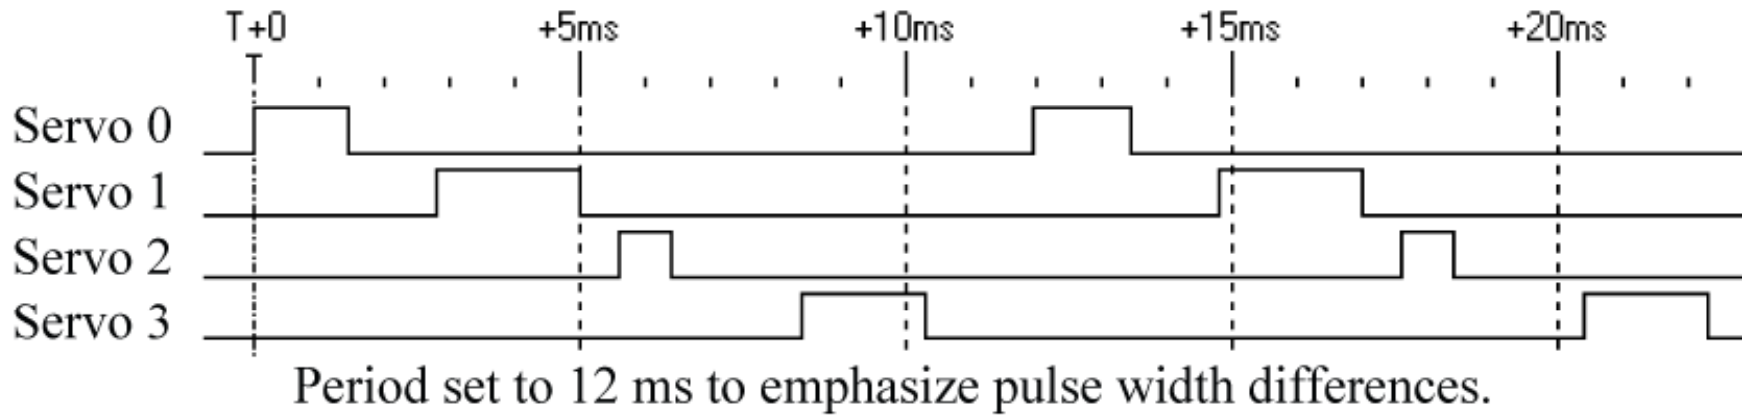 T+0 +5ms +10ms +15ms +20ms
Servo 0
Servo 1
Servo 2
Servo 3
Period set to 12 ms to emphasize pulse width differences.